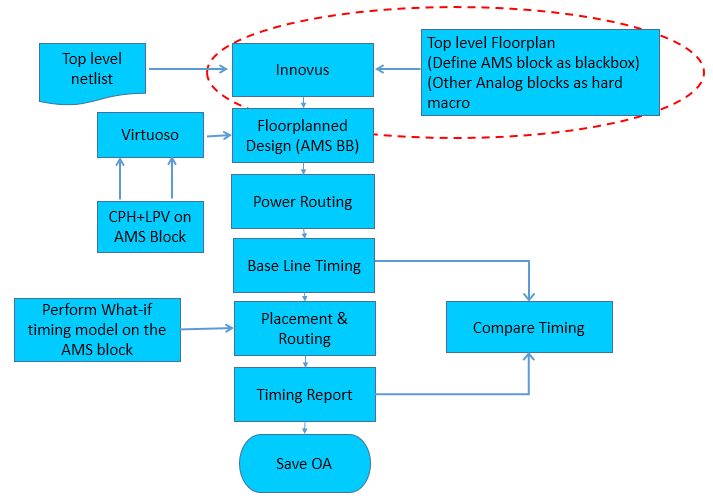 Top level
netlist
Innovus
Top level Floorplan
(Define AMS block as blackbox)
(Other Analog blocks as hard
macro
Virtuoso
Floorplanned
Design (AMS BB)
CPH+LPV on
AMS Block
Power Routing
Base Line Timing
Perform What-if
timing model on the
AMS block
Placement &
Routing
Compare Timing
Timing Report
Save OA